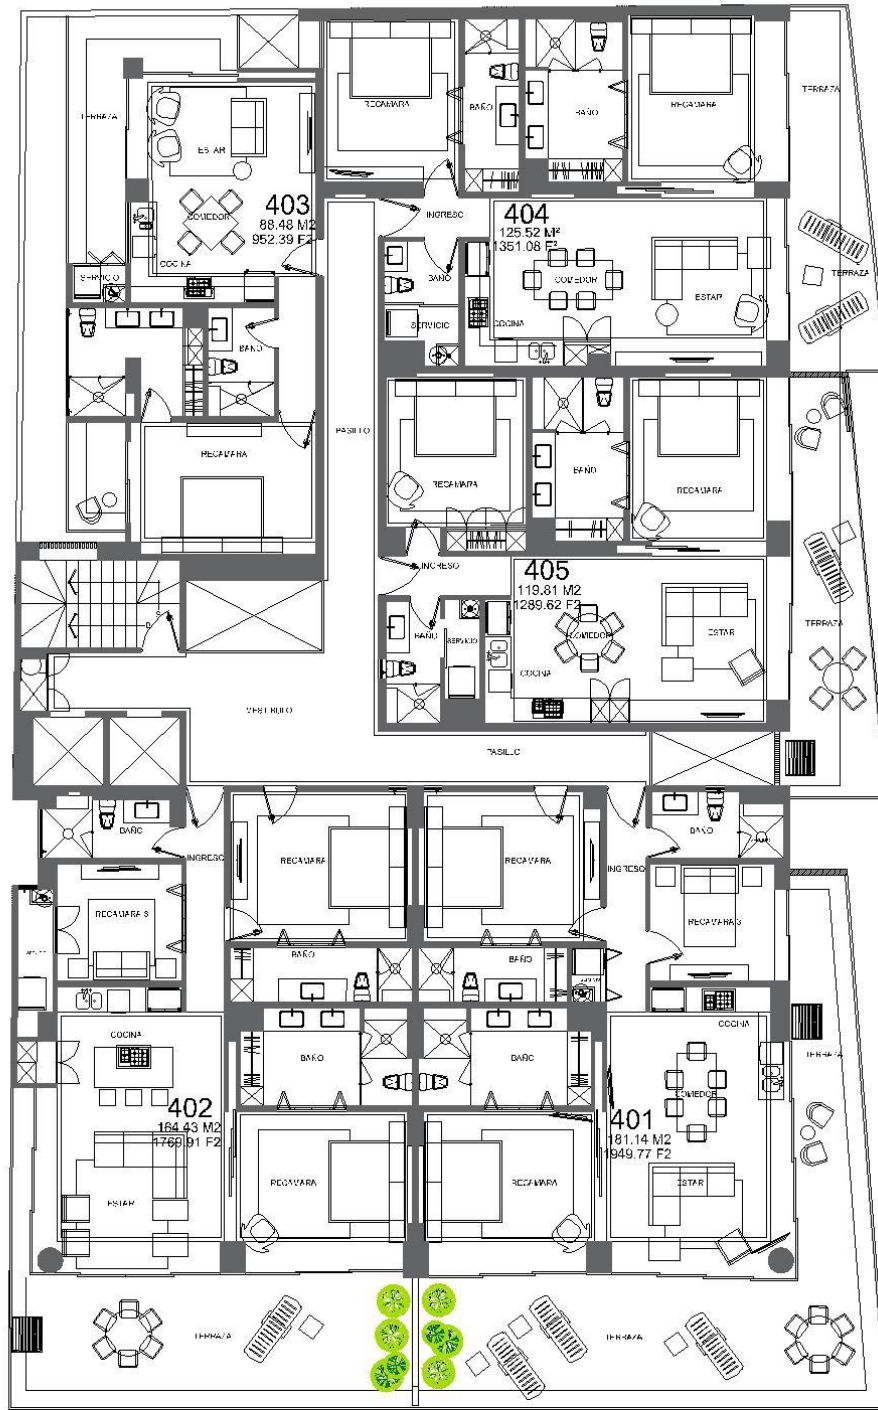 TERRAZA
ESTAR
403
88.48 M2
952.39 F2
COMEDOR
COCINA
SERVICIO
BAÑO
RECAMARA
RECAMARA
BAÑO
BAÑO
RECAMARA
TERRAZA
INGRESO
404
125.52 M²
1351.08 F²
BAÑO
COMEDOR
ESTAR
TERRAZA
SERVICIO
COCINA
PASILLO
RECAMARA
BAÑO
RECAMARA
INGRESO
405
119.81 M2
1289.62 F2
BAÑO
SERVICIO
COMEDOR
ESTAR
TERRAZA
COCINA
VESTIBULO
PASILLO
BAÑO
INGRESO
RECAMARA
RECAMARA
INGRESO
BAÑO
RECAMARA 3
RECAMARA 3
BAÑO
BAÑO
COCINA
BAÑO
BAÑO
COCINA
TERRAZA
COMEDOR
402
164.43 M2
1769.91 F2
401
181.14 M2
1949.77 F2
ESTAR
RECAMARA
RECAMARA
ESTAR
TERRAZA
TERRAZA